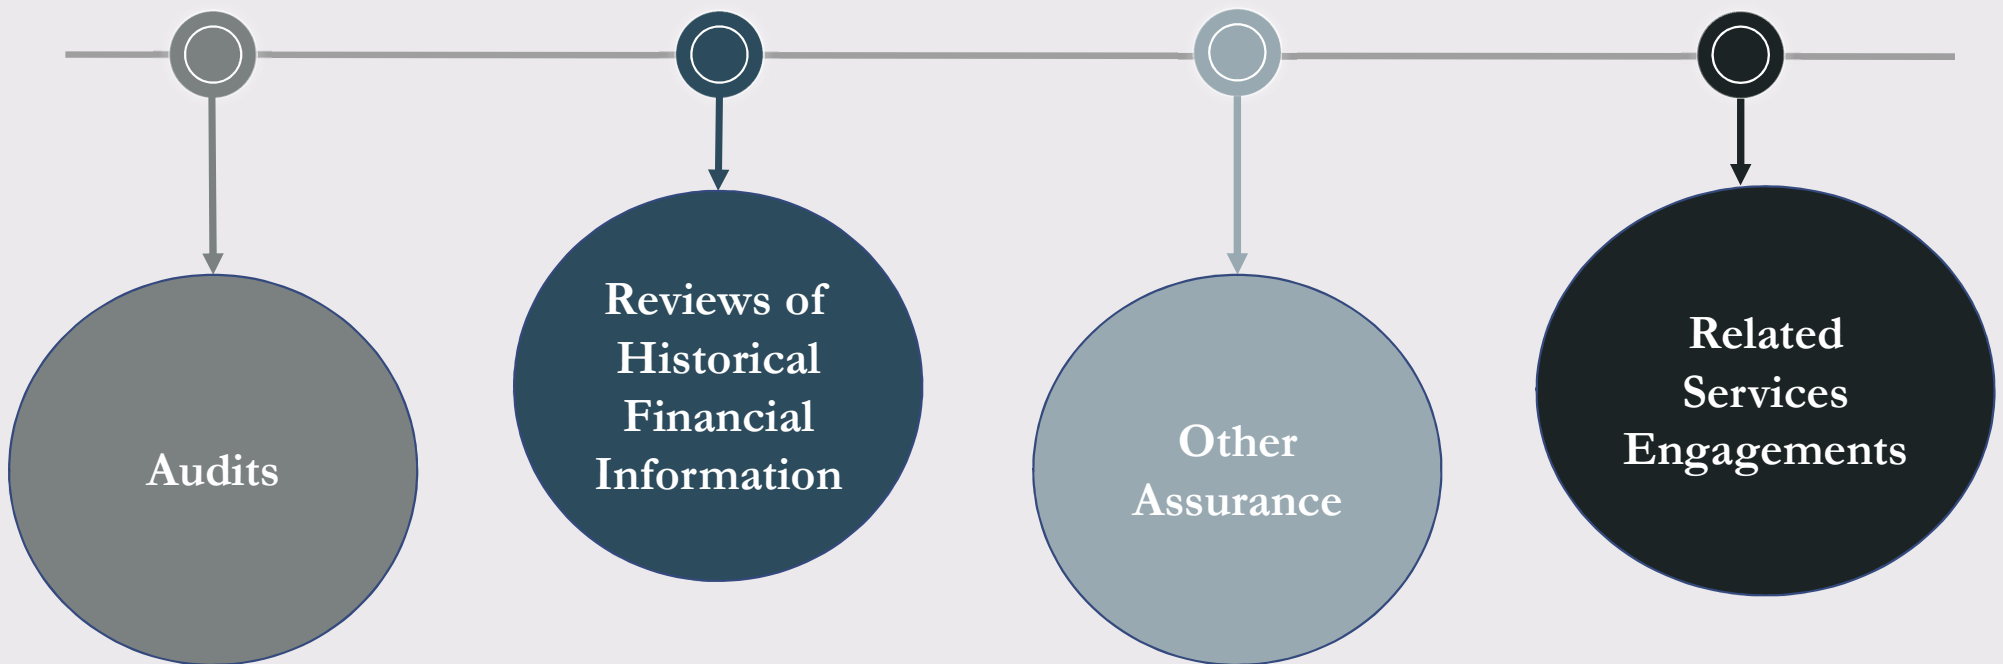 Audits
Reviews of
Historical
Financial
Information
Other
Assurance
Related
Services
Engagements